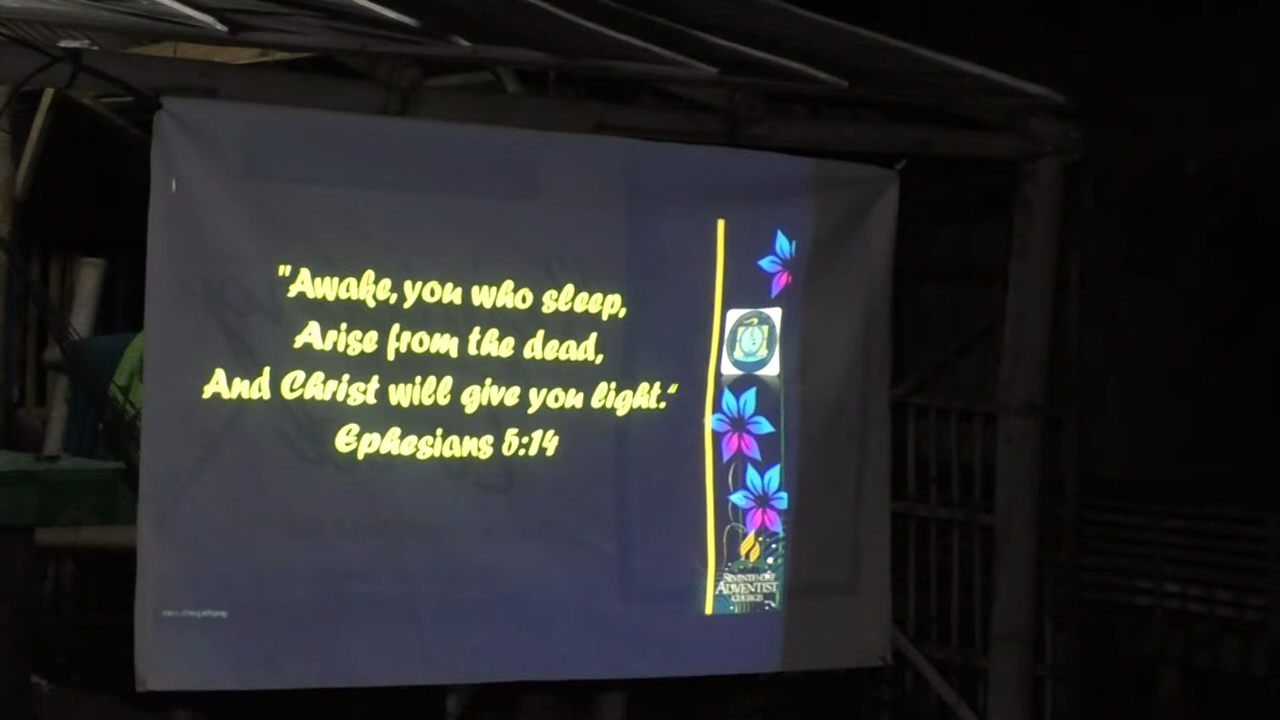 "Awake, you who sleep,
Arise from the dead,
And Christ will give you light."
Ephesians 5:14
SEVENTH-DAY
ADVENTIST
CHURCH